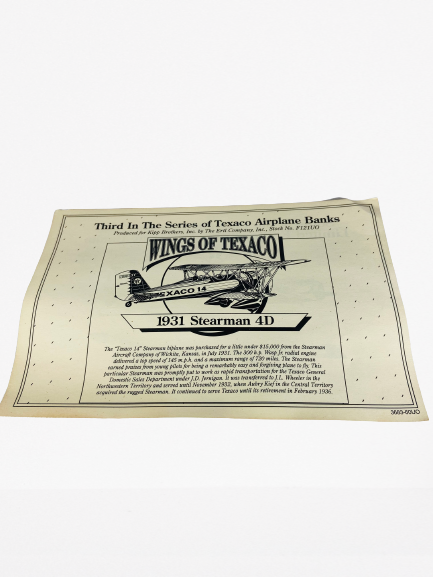 Third In The Series of Texaco Airplane Banks
Produced for Kipp Brothers, Inc. by The Ertl Company, Inc., Stock No. F121UO
WINGS OF TEXACO
TEXACO 14
1931 Stearman 4D
The "Texaco 14" Stearman biplane was purchased for a little under $15,000 from the Stearman
Aircraft Company of Wichita, Kansas, in July 1931. The 300 h.p. Wasp Jr. radial engine
delivered a top speed of 145 m.p.h. and a maximum range of 730 miles. The Stearman
earned praises from young pilots for being a remarkably easy and forgiving plane to fly. This
particular Stearman was promptly put to work as rapid transportation for the Texaco General
Domestic Sales Department under J.D. Jernigan. It was transferred to J.L. Wheeler in the
Northwestern Territory and served until November 1932, when Aubry Kief in the Central Territory
acquired the rugged Stearman. It continued to serve Texaco until its retirement in February 1936.
3603-02UO